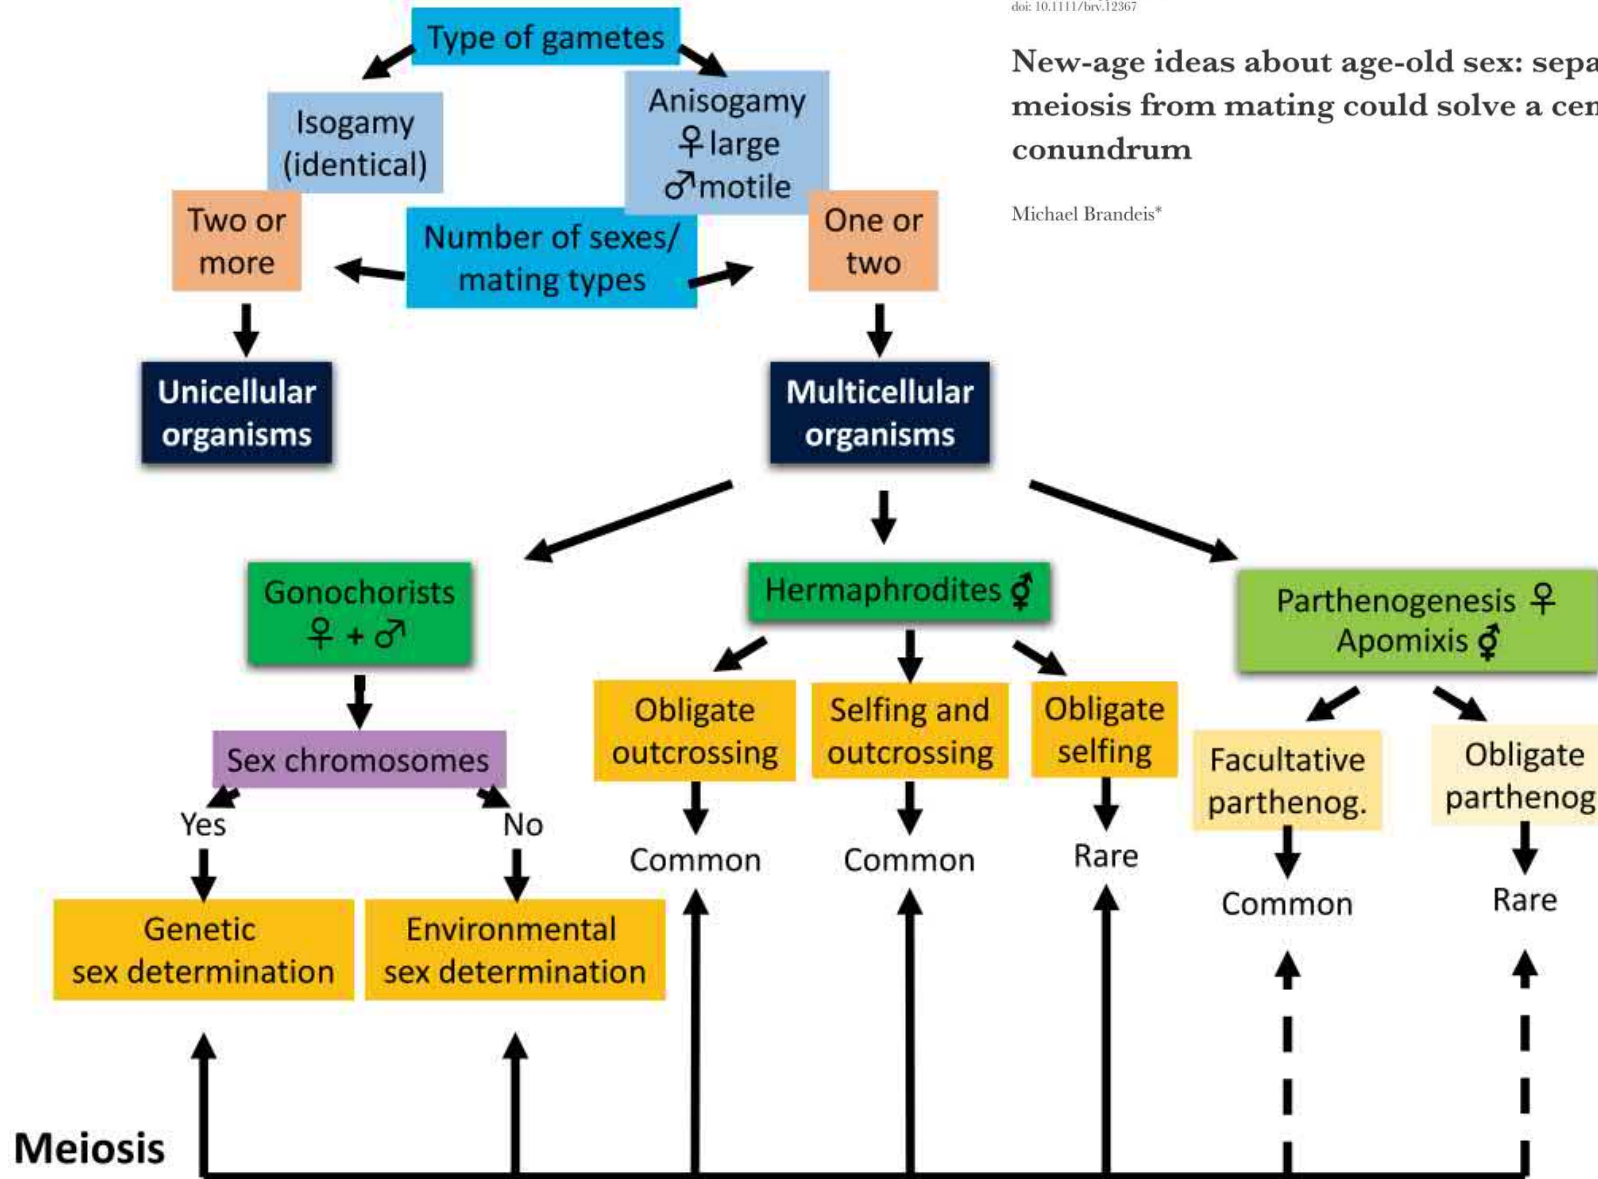 doi: 10.1111/brv.12367
New-age ideas about age-old sex: sepa
meiosis from mating could solve a cen
conundrum
Michael Brandeis*
Type of gametes
Isogamy
(identical)
Anisogamy
♀ large
♂ motile
Two or
more
Number of sexes/
mating types
One or
two
Unicellular
organisms
Multicellular
organisms
Gonochorists
♀ + ♂
Hermaphrodites ⚥
Parthenogenesis ♀
Apomixis ⚥
Sex chromosomes
Yes
No
Genetic
sex determination
Environmental
sex determination
Obligate
outcrossing
Selfing and
outcrossing
Obligate
selfing
Common
Common
Rare
Facultative
parthenog.
Obligate
parthenog
Common
Rare
Meiosis